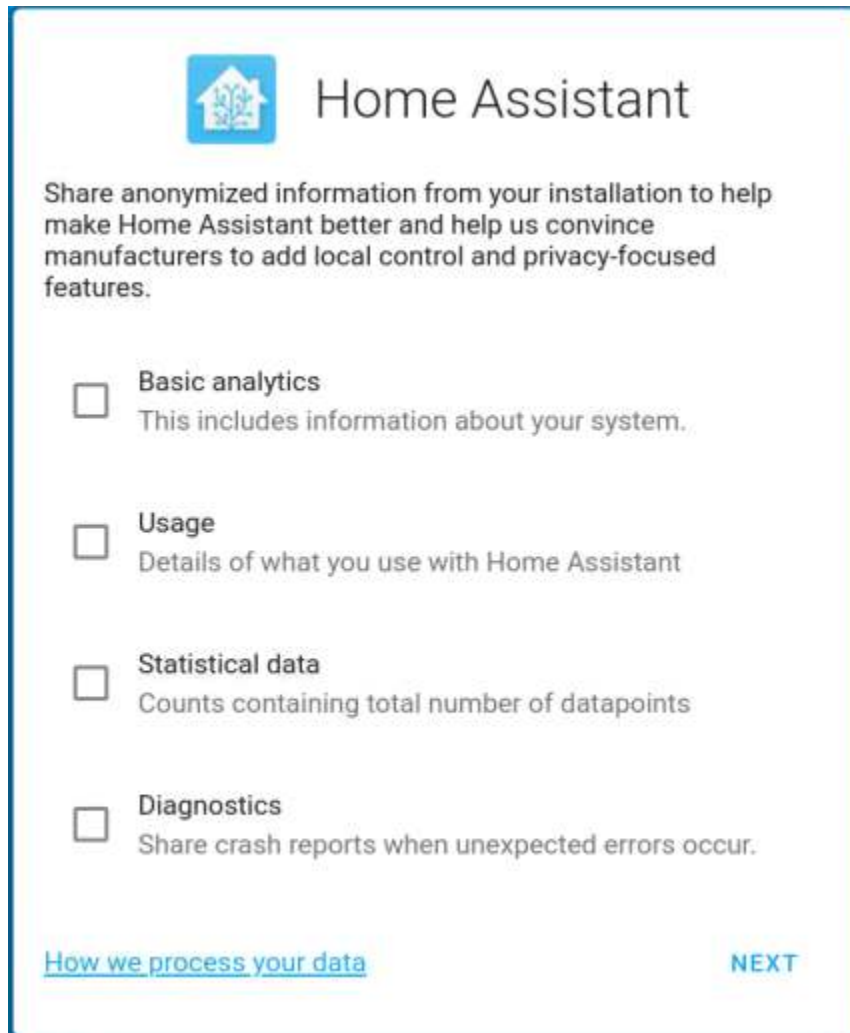 Home Assistant
Share anonymized information from your installation to help
make Home Assistant better and help us convince
manufacturers to add local control and privacy-focused
features.
Basic analytics
This includes information about your system.
Usage
Details of what you use with Home Assistant
Statistical data
Counts containing total number of datapoints
Diagnostics
Share crash reports when unexpected errors occur.
How we process your data
NEXT